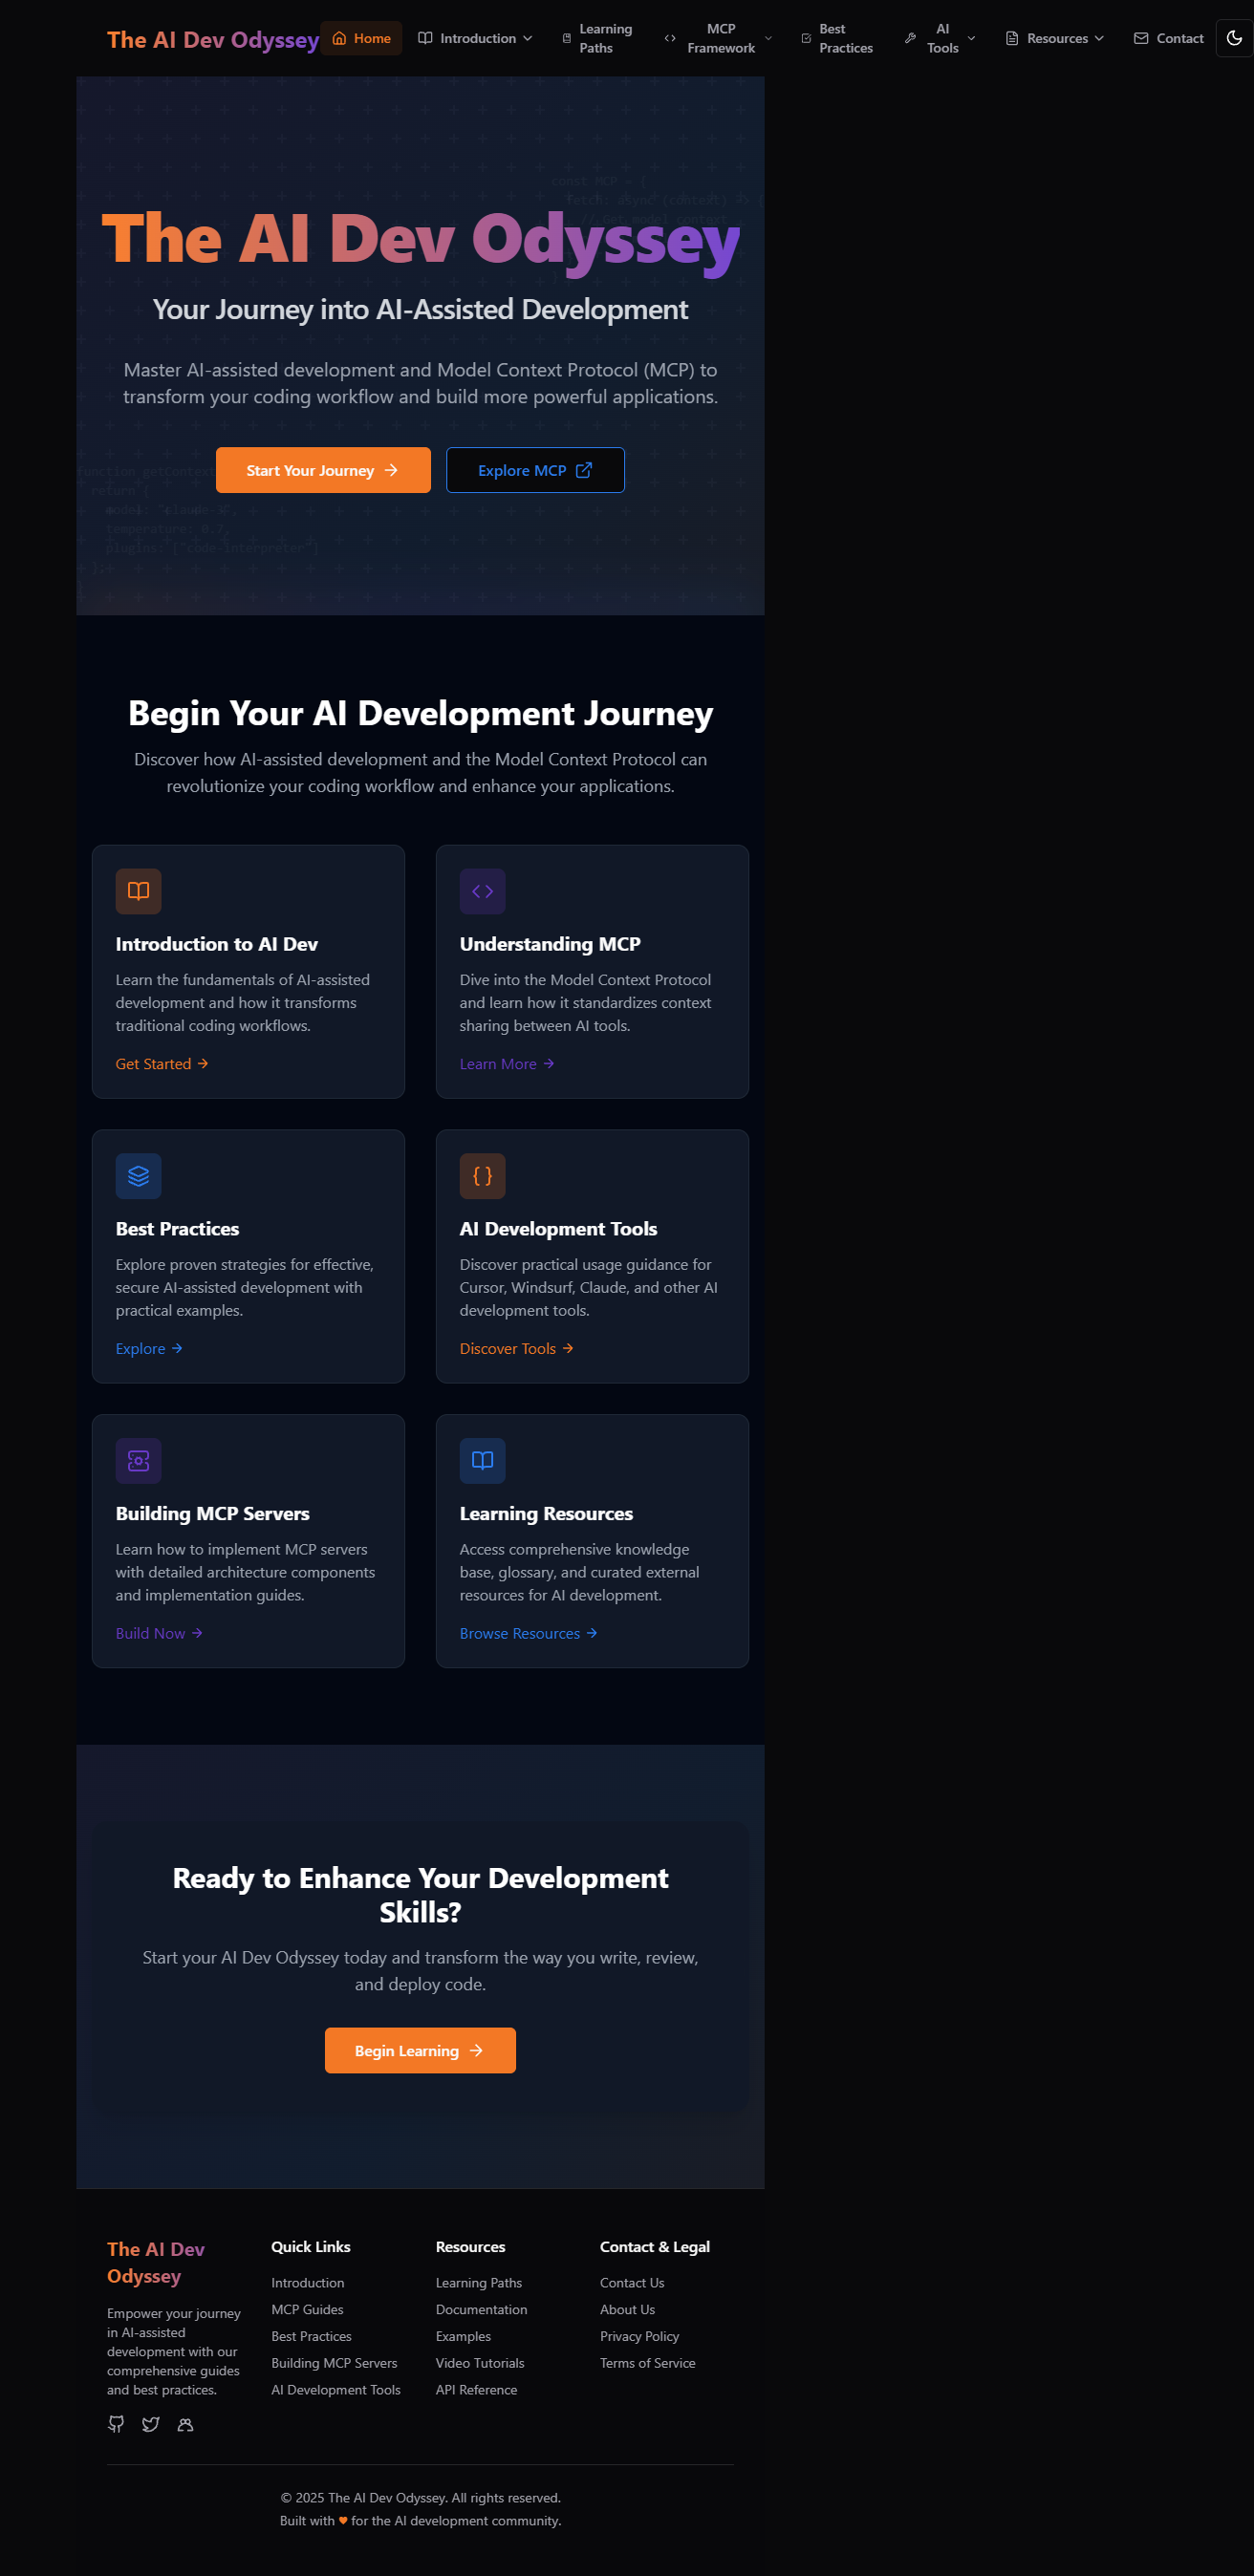 The AI Dev Odyssey
Home
Introduction
Learning
Paths
MCP
Framework
Best
Practices
AI
Tools
Resources
Contact
const MCP = {
fetch: async (context) => {
// Get model context
The AI Dev Odyssey
Your Journey into AI-Assisted Development
Master AI-assisted development and Model Context Protocol (MCP) to
transform your coding workflow and build more powerful applications.
Start Your Journey
Explore MCP
function getContext
return {
model: "claude-3",
temperature: 0.7,
plugins: ["code-interpreter"]
};
}
Begin Your AI Development Journey
Discover how AI-assisted development and the Model Context Protocol can
revolutionize your coding workflow and enhance your applications.
Introduction to AI Dev
Learn the fundamentals of AI-assisted
development and how it transforms
traditional coding workflows.
Get Started
Understanding MCP
Dive into the Model Context Protocol
and learn how it standardizes context
sharing between AI tools.
Learn More
Best Practices
Explore proven strategies for effective,
secure AI-assisted development with
practical examples.
Explore
AI Development Tools
Discover practical usage guidance for
Cursor, Windsurf, Claude, and other AI
development tools.
Discover Tools
Building MCP Servers
Learn how to implement MCP servers
with detailed architecture components
and implementation guides.
Build Now
Learning Resources
Access comprehensive knowledge
base, glossary, and curated external
resources for AI development.
Browse Resources
Ready to Enhance Your Development
Skills?
Start your AI Dev Odyssey today and transform the way you write, review,
and deploy code.
Begin Learning
The AI Dev
Odyssey
Empower your journey
in AI-assisted
development with our
comprehensive guides
and best practices.
Quick Links
Introduction
MCP Guides
Best Practices
Building MCP Servers
AI Development Tools
Resources
Learning Paths
Documentation
Examples
Video Tutorials
API Reference
Contact & Legal
Contact Us
About Us
Privacy Policy
Terms of Service
© 2025 The AI Dev Odyssey. All rights reserved.
Built with ♥ for the AI development community.